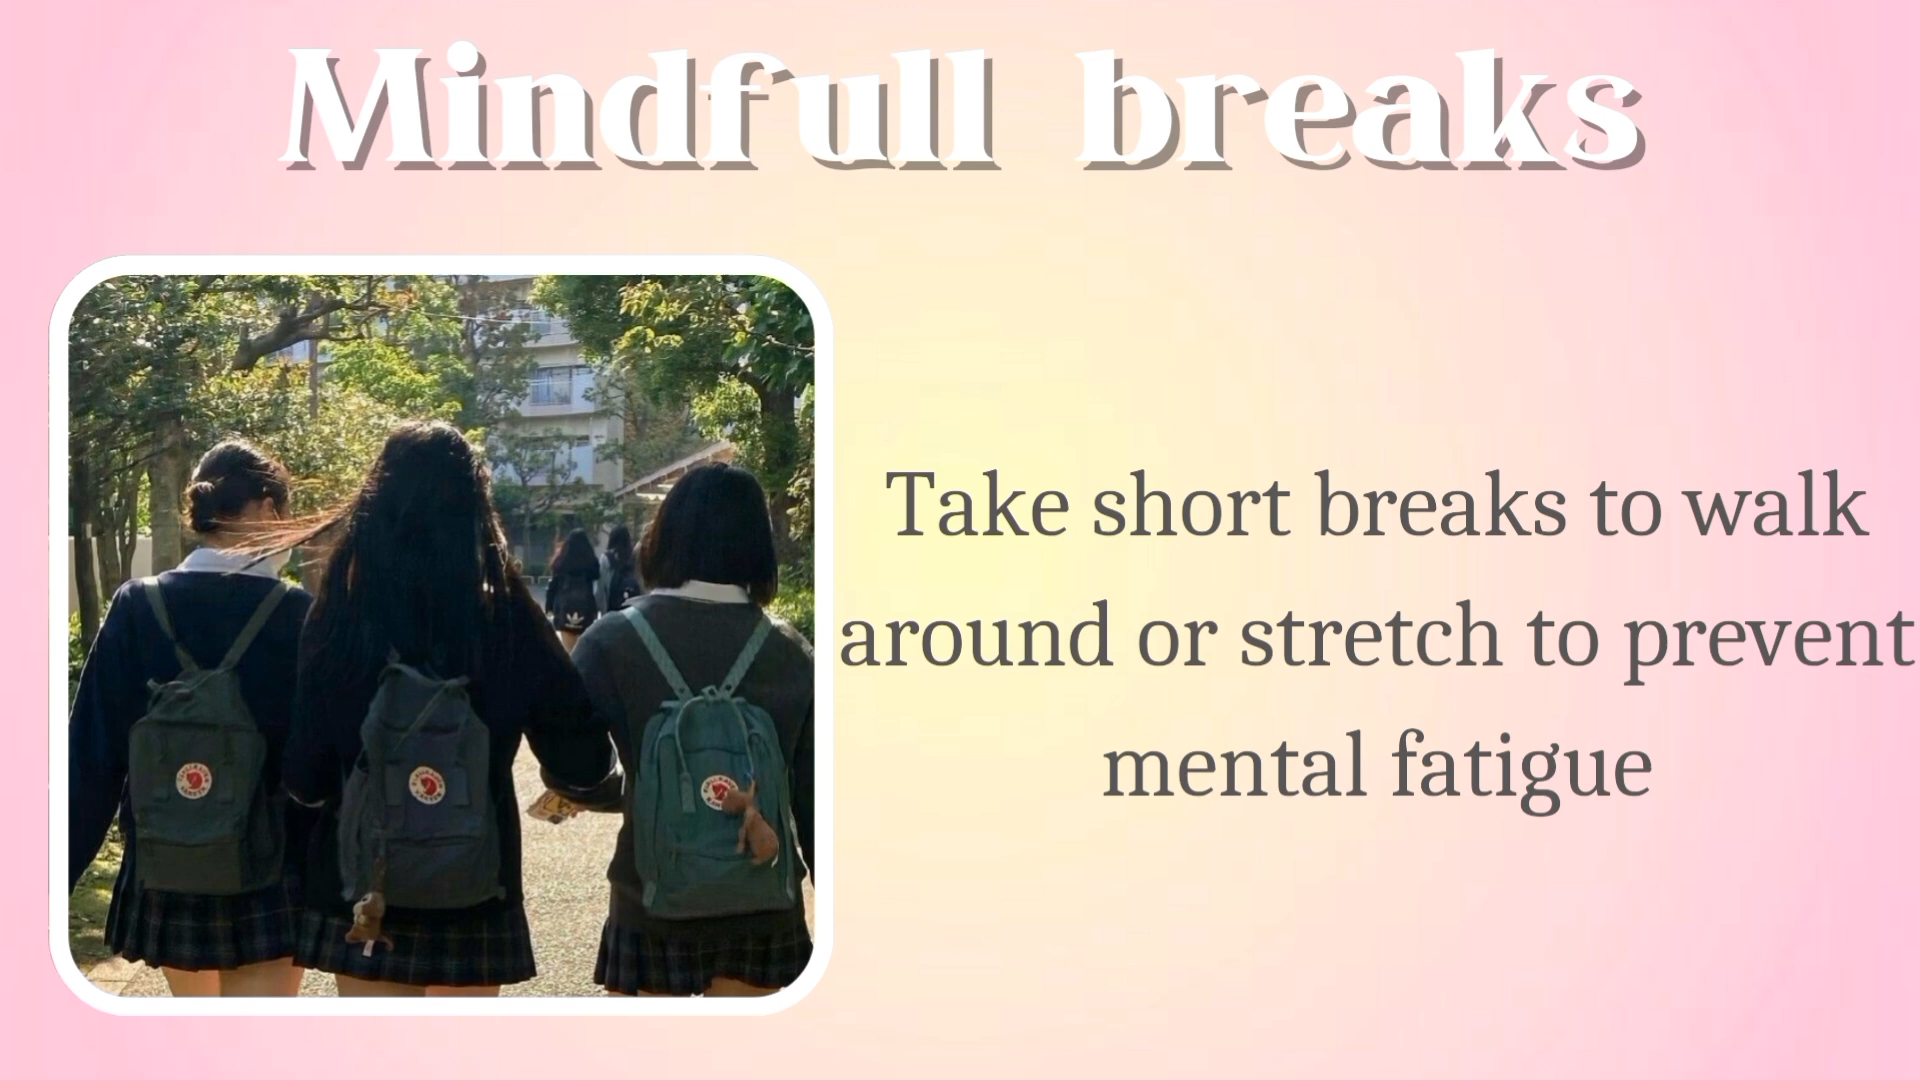 Mindfull breaks
Take short breaks to walk
around or stretch to prevent
mental fatigue